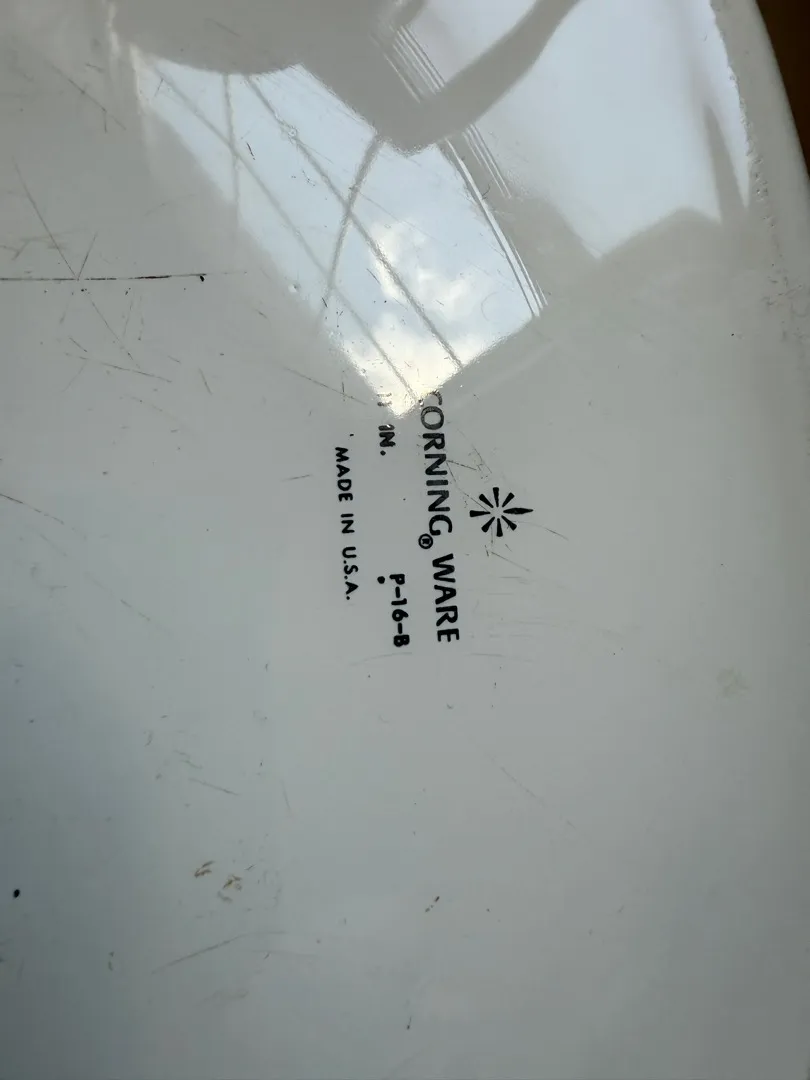 CORNING® WARE
IN. P-16-B
MADE IN U.S.A.